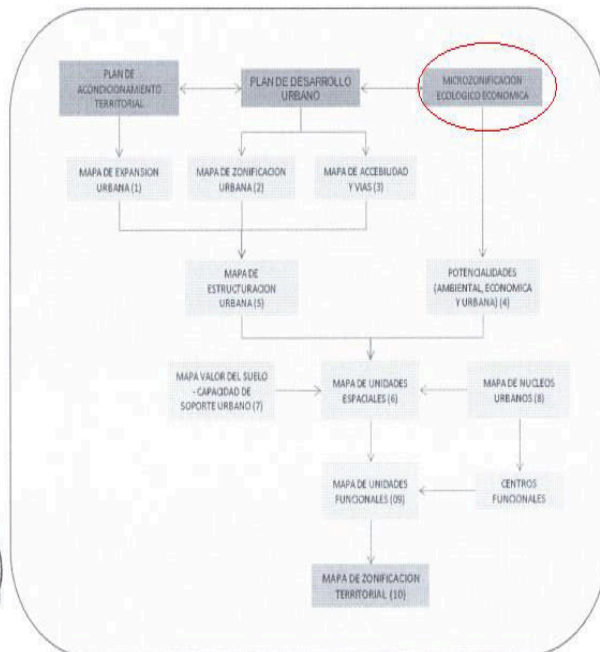 PLAN DE
ACONDICIONAMIENTO
TERRITORIAL
PLAN DE DESARROLLO
URBANO
MICROZONIFICACION
ECOLOGICO ECONOMICA
MAPA DE EXPANSION
URBANA (1)
MAPA DE ZONIFICACION
URBANA (2)
MAPA DE ACCEBILIDAD
Y VIAS (3)
MAPA DE
ESTRUCTURACION
URBANA (5)
POTENCIALIDADES
(AMBIENTAL, ECONOMICA
Y URBANA) (4)
MAPA VALOR DEL SUELO
- CAPACIDAD DE
SOPORTE URBANO (7)
MAPA DE UNIDADES
ESPACIALES (6)
MAPA DE NUCLEOS
URBANOS (8)
MAPA DE UNIDADES
FUNCIONALES (09)
CENTROS
FUNCIONALES
MAPA DE ZONIFICACION
TERRITORIAL (10)